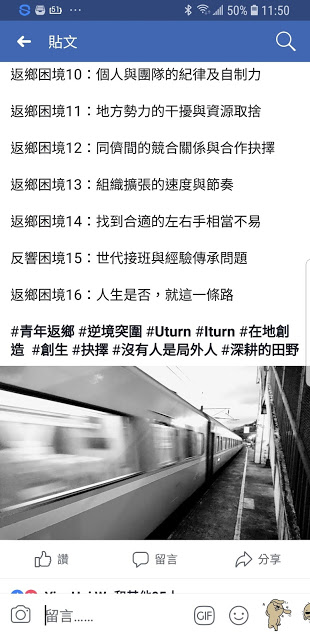 50% 11:50
貼文
返鄉困境10：個人與團隊的紀律及自制力
返鄉困境11：地方勢力的干擾與資源取捨
返鄉困境12：同儕間的競合關係與合作抉擇
返鄉困境13：組織擴張的速度與節奏
返鄉困境14：找到合適的左右手相當不易
反響困境15：世代接班與經驗傳承問題
返鄉困境16：人生是否，就這一條路
#青年返鄉 #逆境突圍 #Uturn #Iturn #在地創
造 #創生 #抉擇 #沒有人是局外人 #深耕的田野
讚 留言 分享
留言......
GIF